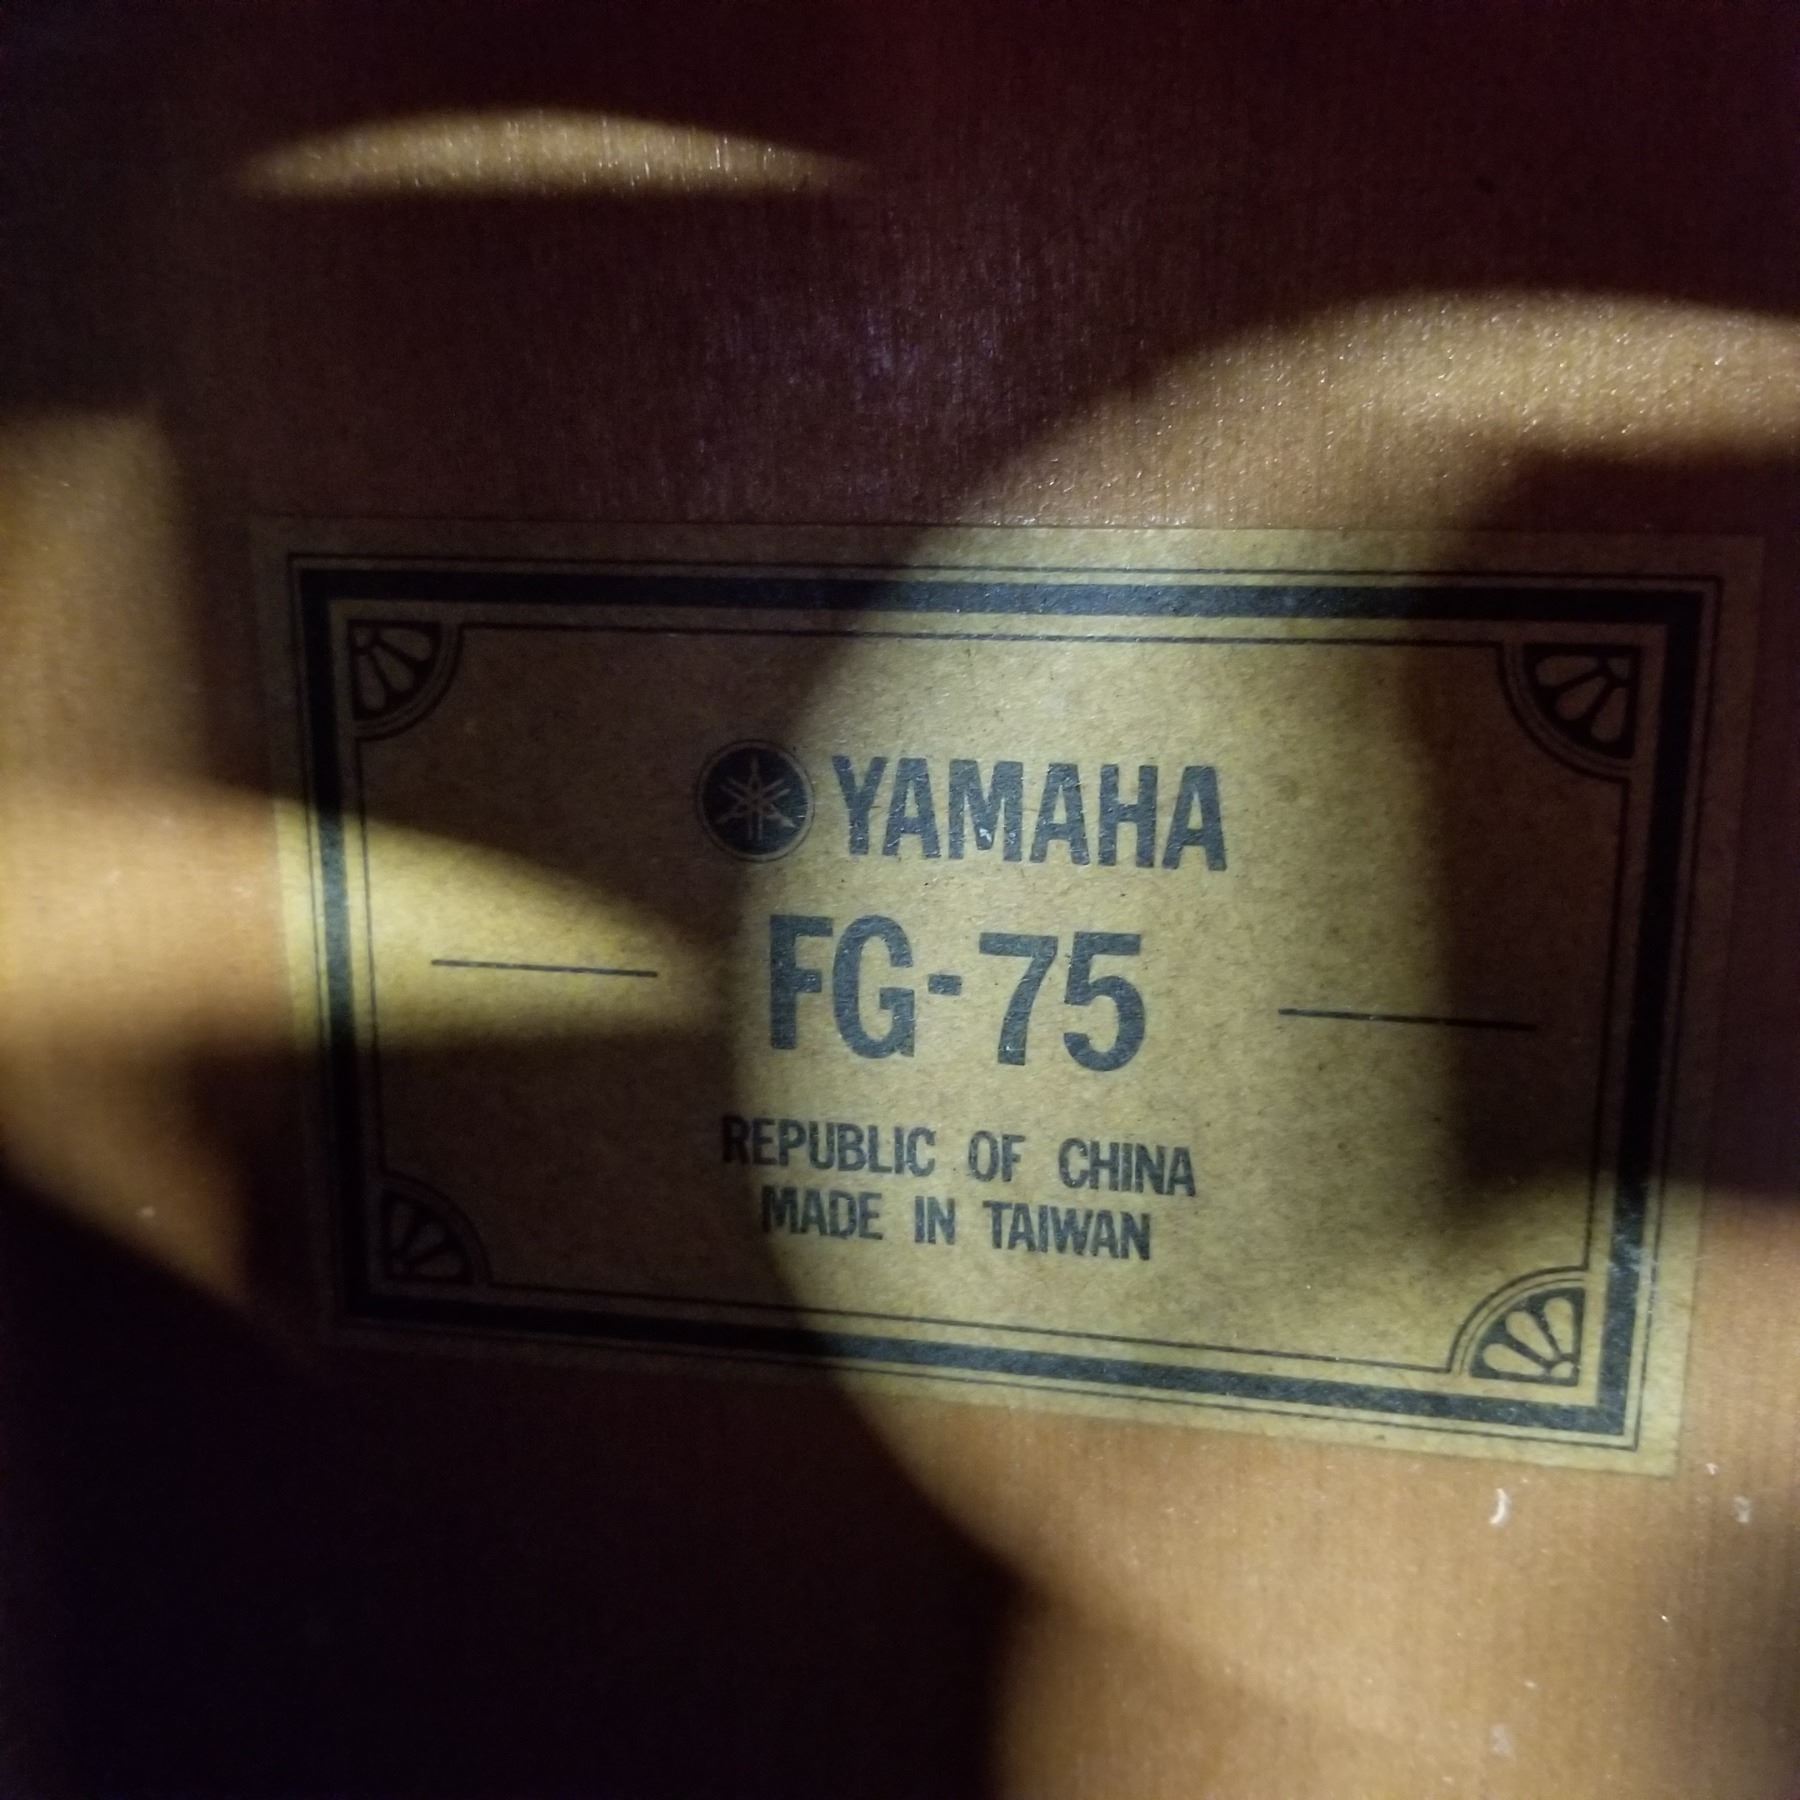 YAMAHA
FG-75
REPUBLIC OF CHINA
MADE IN TAIWAN